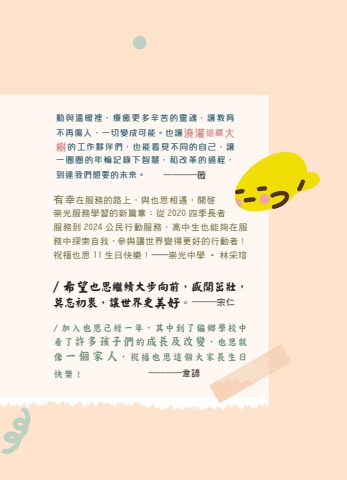 動與溫暖裡，療癒更多辛苦的靈魂，讓教育
不再傷人，一切變成可能。也讓澆灌這棵大
樹的工作夥伴們，也能看見不同的自己，讓
一圈圈的年輪記錄下智慧，和改革的過程，
到達我們想要的未來。 ————薇
有幸在服務的路上，與也思相遇，開啓
崇光服務學習的新篇章：從 2020 四季長者
服務到 2024 公民行動服務，高中生也能夠在服
務中探索自我，參與讓世界變得更好的行動者！
祝福也思 11 生日快樂！——崇光中學 • 林采
/ 希望也思繼續大步向前，感關茁壯，
莫忘初衷，讓世界更美好。———宗仁
/ 加入也思已經一年，其中到了偏鄉學校中
看了許多孩子們的成長及改變，也思就
像一個家人，祝福也思這個大家長生日
快樂！ ————韋諺